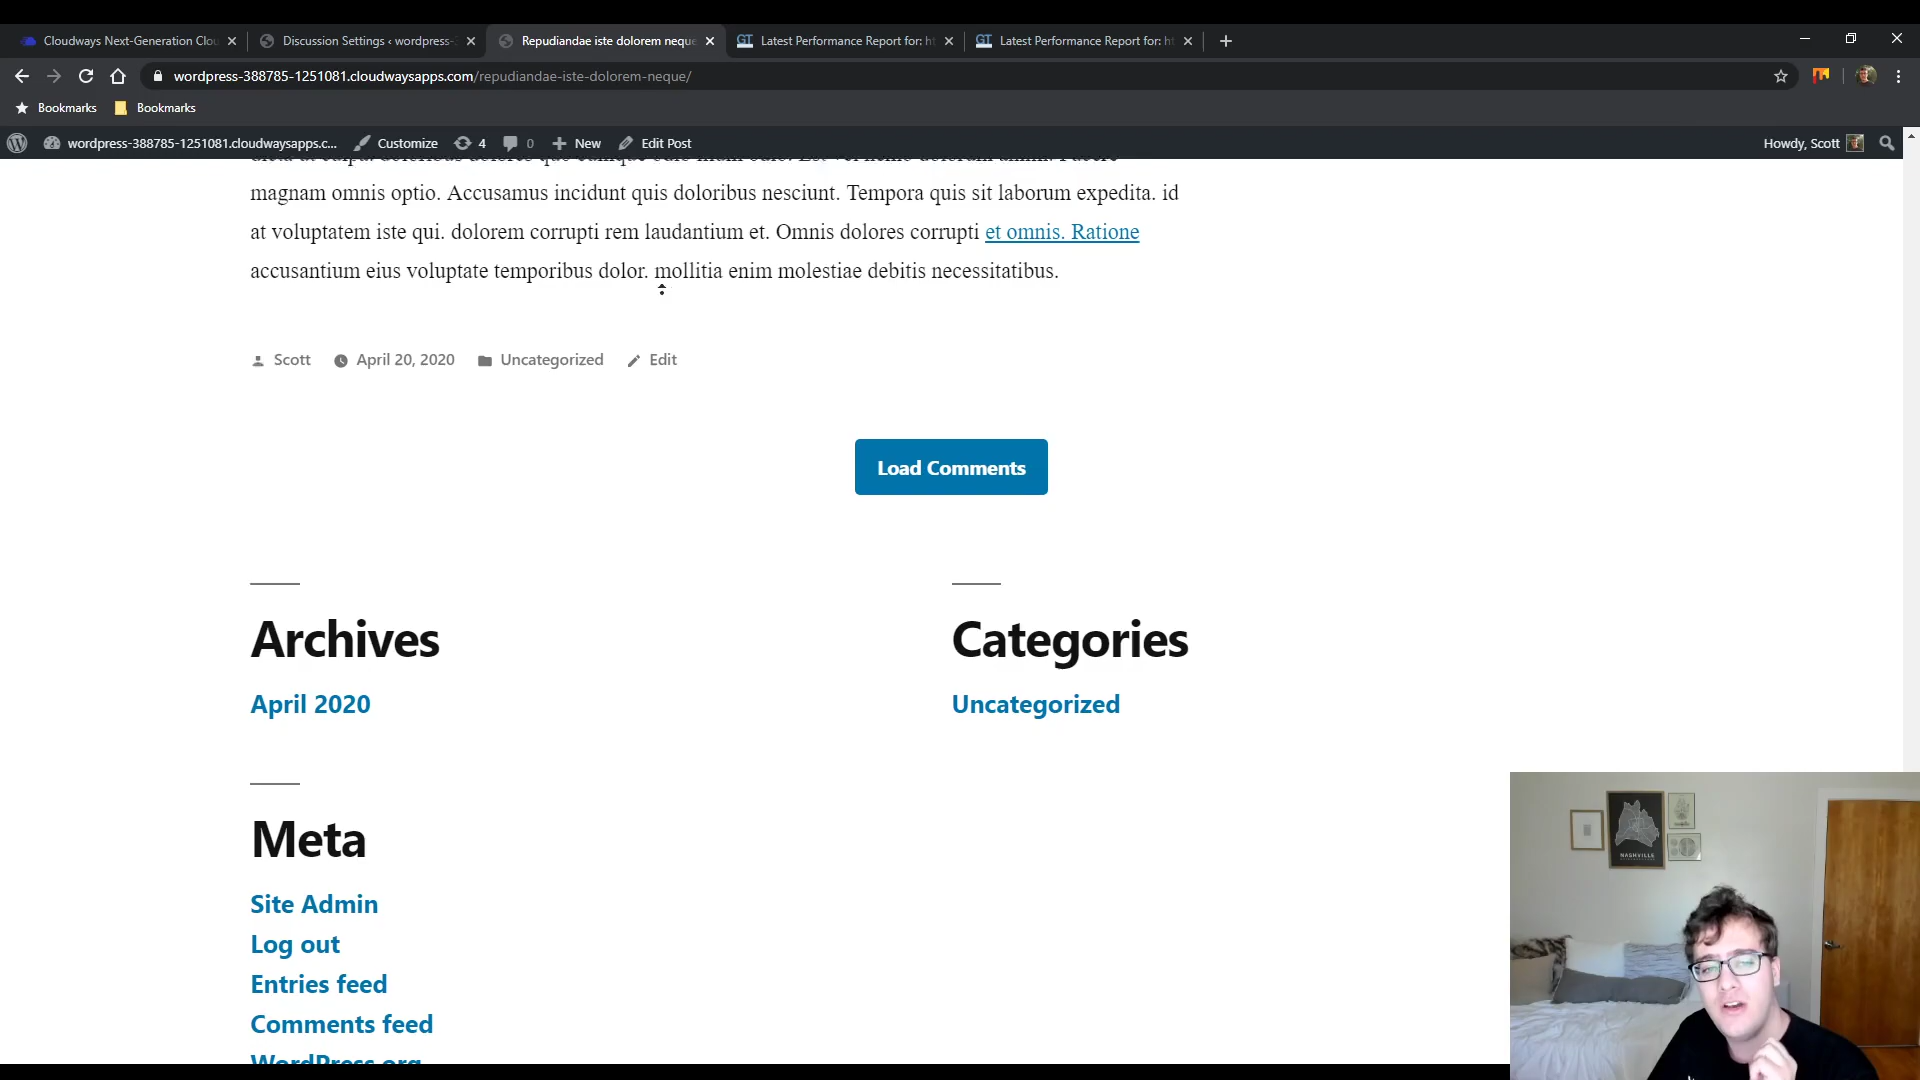 Cloudways Next-Generation Clou
Discussion Settings ‹ wordpress-
Repudiandae iste dolorem neque
GT Latest Performance Report for: ht
GT Latest Performance Report for: ht
wordpress-388785-1251081.cloudwaysapps.com/repudiandae-iste-dolorem-neque/
Bookmarks
Bookmarks
wordpress-388785-1251081.cloudwaysapps.c...
Customize
4
0
New
Edit Post
Howdy, Scott
magnam omnis optio. Accusamus incidunt quis doloribus nesciunt. Tempora quis sit laborum expedita. id
at voluptatem iste qui. dolorem corrupti rem laudantium et. Omnis dolores corrupti et omnis. Ratione
accusantium eius voluptate temporibus dolor. mollitia enim molestiae debitis necessitatibus.
Scott
April 20, 2020
Uncategorized
Edit
Load Comments
Archives
April 2020
Categories
Uncategorized
Meta
Site Admin
Log out
Entries feed
Comments feed
WordPress.org
NASHVILLE